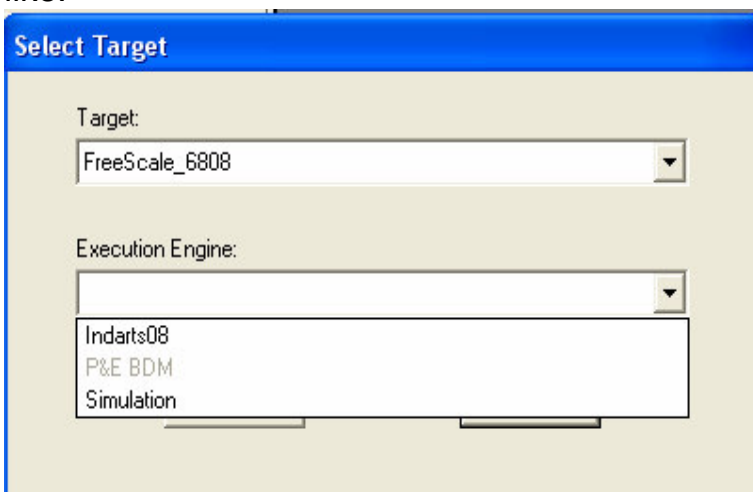 Select Target
Target:
FreeScale_6808
Execution Engine:
Indarts08
P&E BDM
Simulation